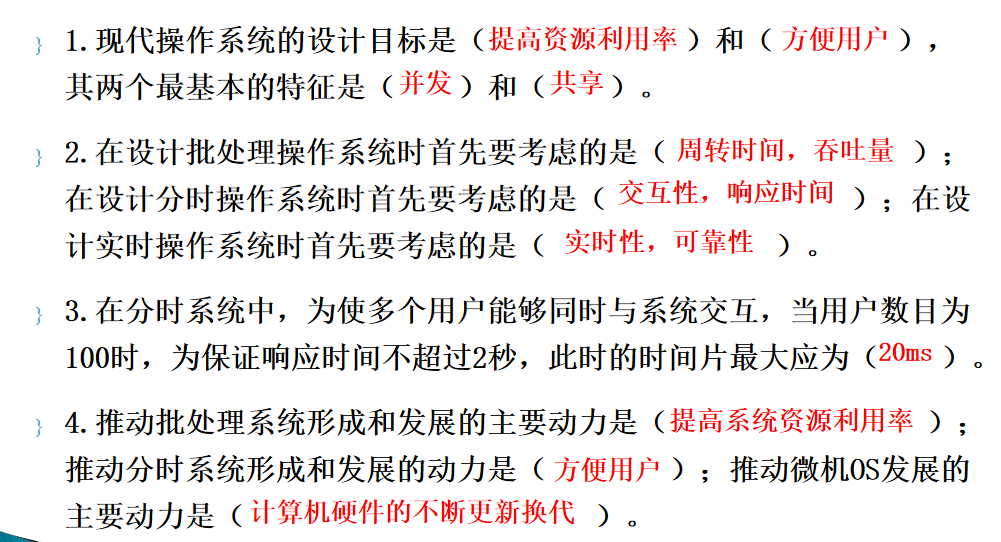 1.现代操作系统的设计目标是（提高资源利用率）和（方便用户），
其两个最基本的特征是（并发）和（共享）。
2.在设计批处理操作系统时首先要考虑的是（周转时间，吞吐量）；
在设计分时操作系统时首先要考虑的是（交互性，响应时间）；在设
计实时操作系统时首先要考虑的是（实时性，可靠性）。
3.在分时系统中，为使多个用户能够同时与系统交互，当用户数目为
100时，为保证响应时间不超过2秒，此时的时间片最大应为（20ms）。
4.推动批处理系统形成和发展的主要动力是（提高系统资源利用率）；
推动分时系统形成和发展的动力是（方便用户）；推动微机OS发展的
主要动力是（计算机硬件的不断更新换代）。